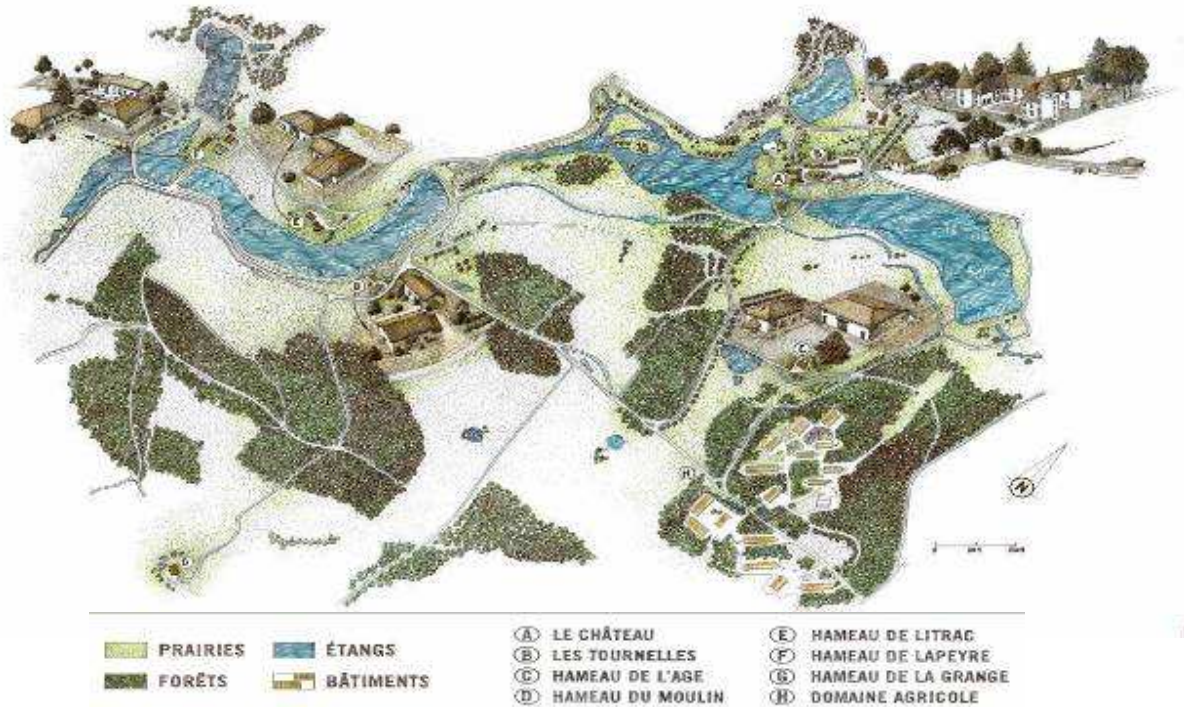 A
B
E
D
C
H
G
N
PRAIRIES
FORÊTS
ÉTANGS
BÂTIMENTS
A LE CHÂTEAU
B LES TOURNELLES
C HAMEAU DE L'AGE
D HAMEAU DU MOULIN
E HAMEAU DE LITRAC
F HAMEAU DE LAPEYRE
G HAMEAU DE LA GRANGE
H DOMAINE AGRICOLE